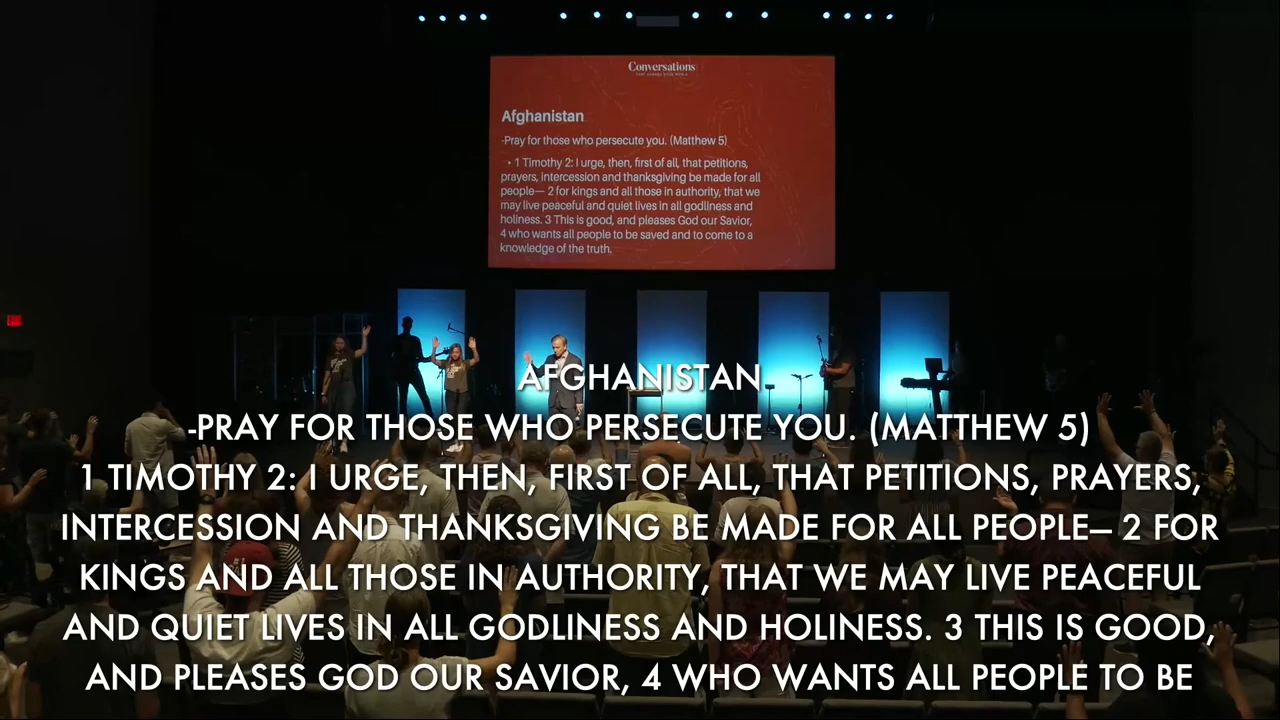 Conversations
Afghanistan
-Pray for those who persecute you. (Matthew 5)
• 1 Timothy 2: I urge, then, first of all, that petitions,
prayers, intercession and thanksgiving be made for all
people— 2 for kings and all those in authority, that we
may live peaceful and quiet lives in all godliness and
holiness. 3 This is good, and pleases God our Savior,
4 who wants all people to be saved and to come to a
knowledge of the truth.
AFGHANISTAN
-PRAY FOR THOSE WHO PERSECUTE YOU. (MATTHEW 5)
1 TIMOTHY 2: I URGE, THEN, FIRST OF ALL, THAT PETITIONS, PRAYERS,
INTERCESSION AND THANKSGIVING BE MADE FOR ALL PEOPLE— 2 FOR
KINGS AND ALL THOSE IN AUTHORITY, THAT WE MAY LIVE PEACEFUL
AND QUIET LIVES IN ALL GODLINESS AND HOLINESS. 3 THIS IS GOOD,
AND PLEASES GOD OUR SAVIOR, 4 WHO WANTS ALL PEOPLE TO BE